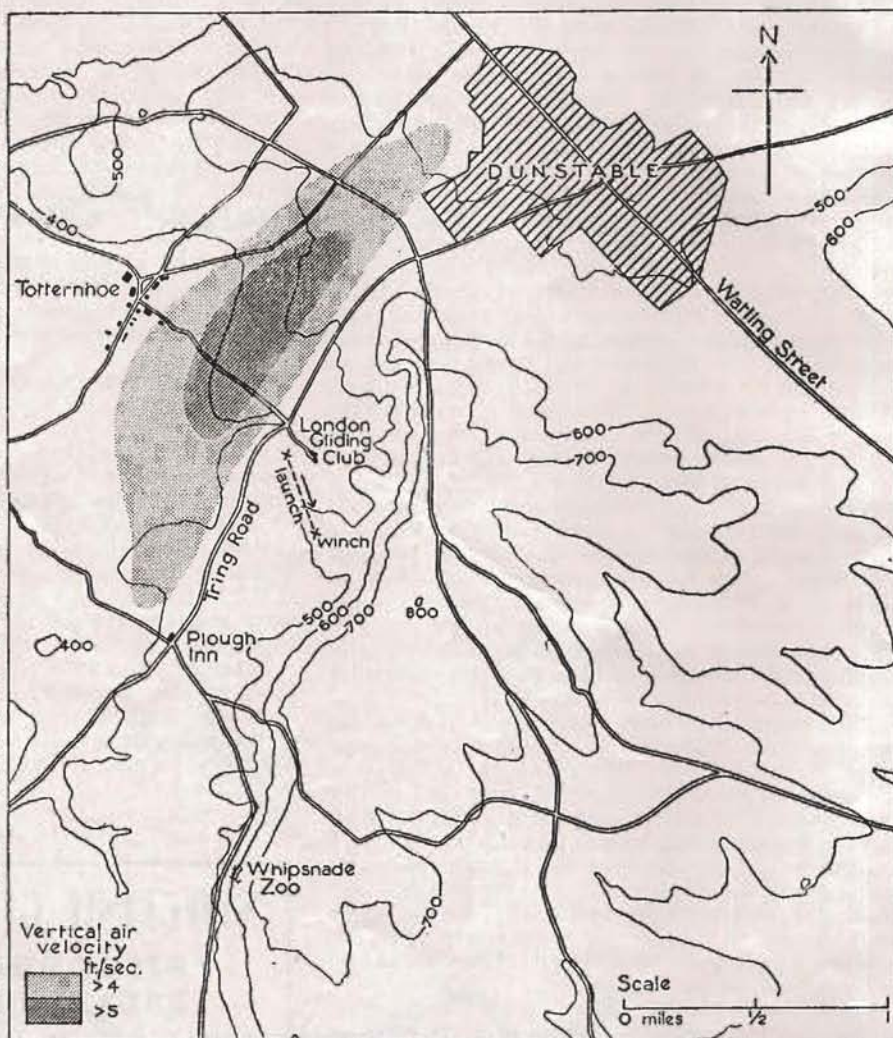 N
500
DUNSTABLE
400
500
600
Totternhoe
Watling Street
London
Gliding
Club
600
700
launch
winch
Tring Road
500
600
700
800
400
Plough
Inn
Whipsnade
Zoo
700
Vertical air
velocity
ft/sec.
>4
>5
Scale
0 miles 1/2 1